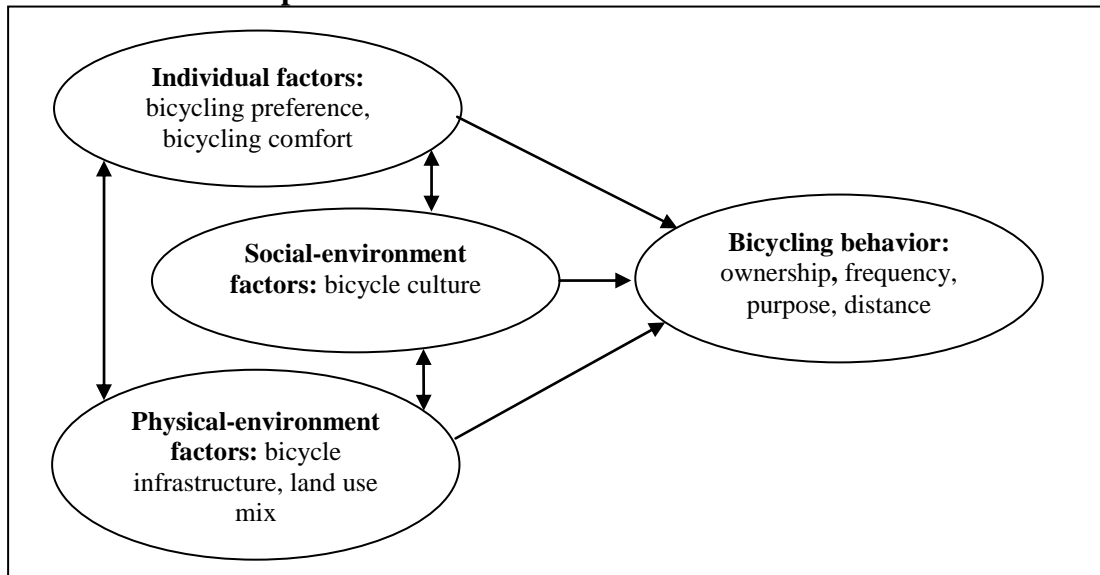 Individual factors:
bicycling preference,
bicycling comfort
Social-environment
factors: bicycle culture
Bicycling behavior:
ownership, frequency,
purpose, distance
Physical-environment
factors: bicycle
infrastructure, land use
mix